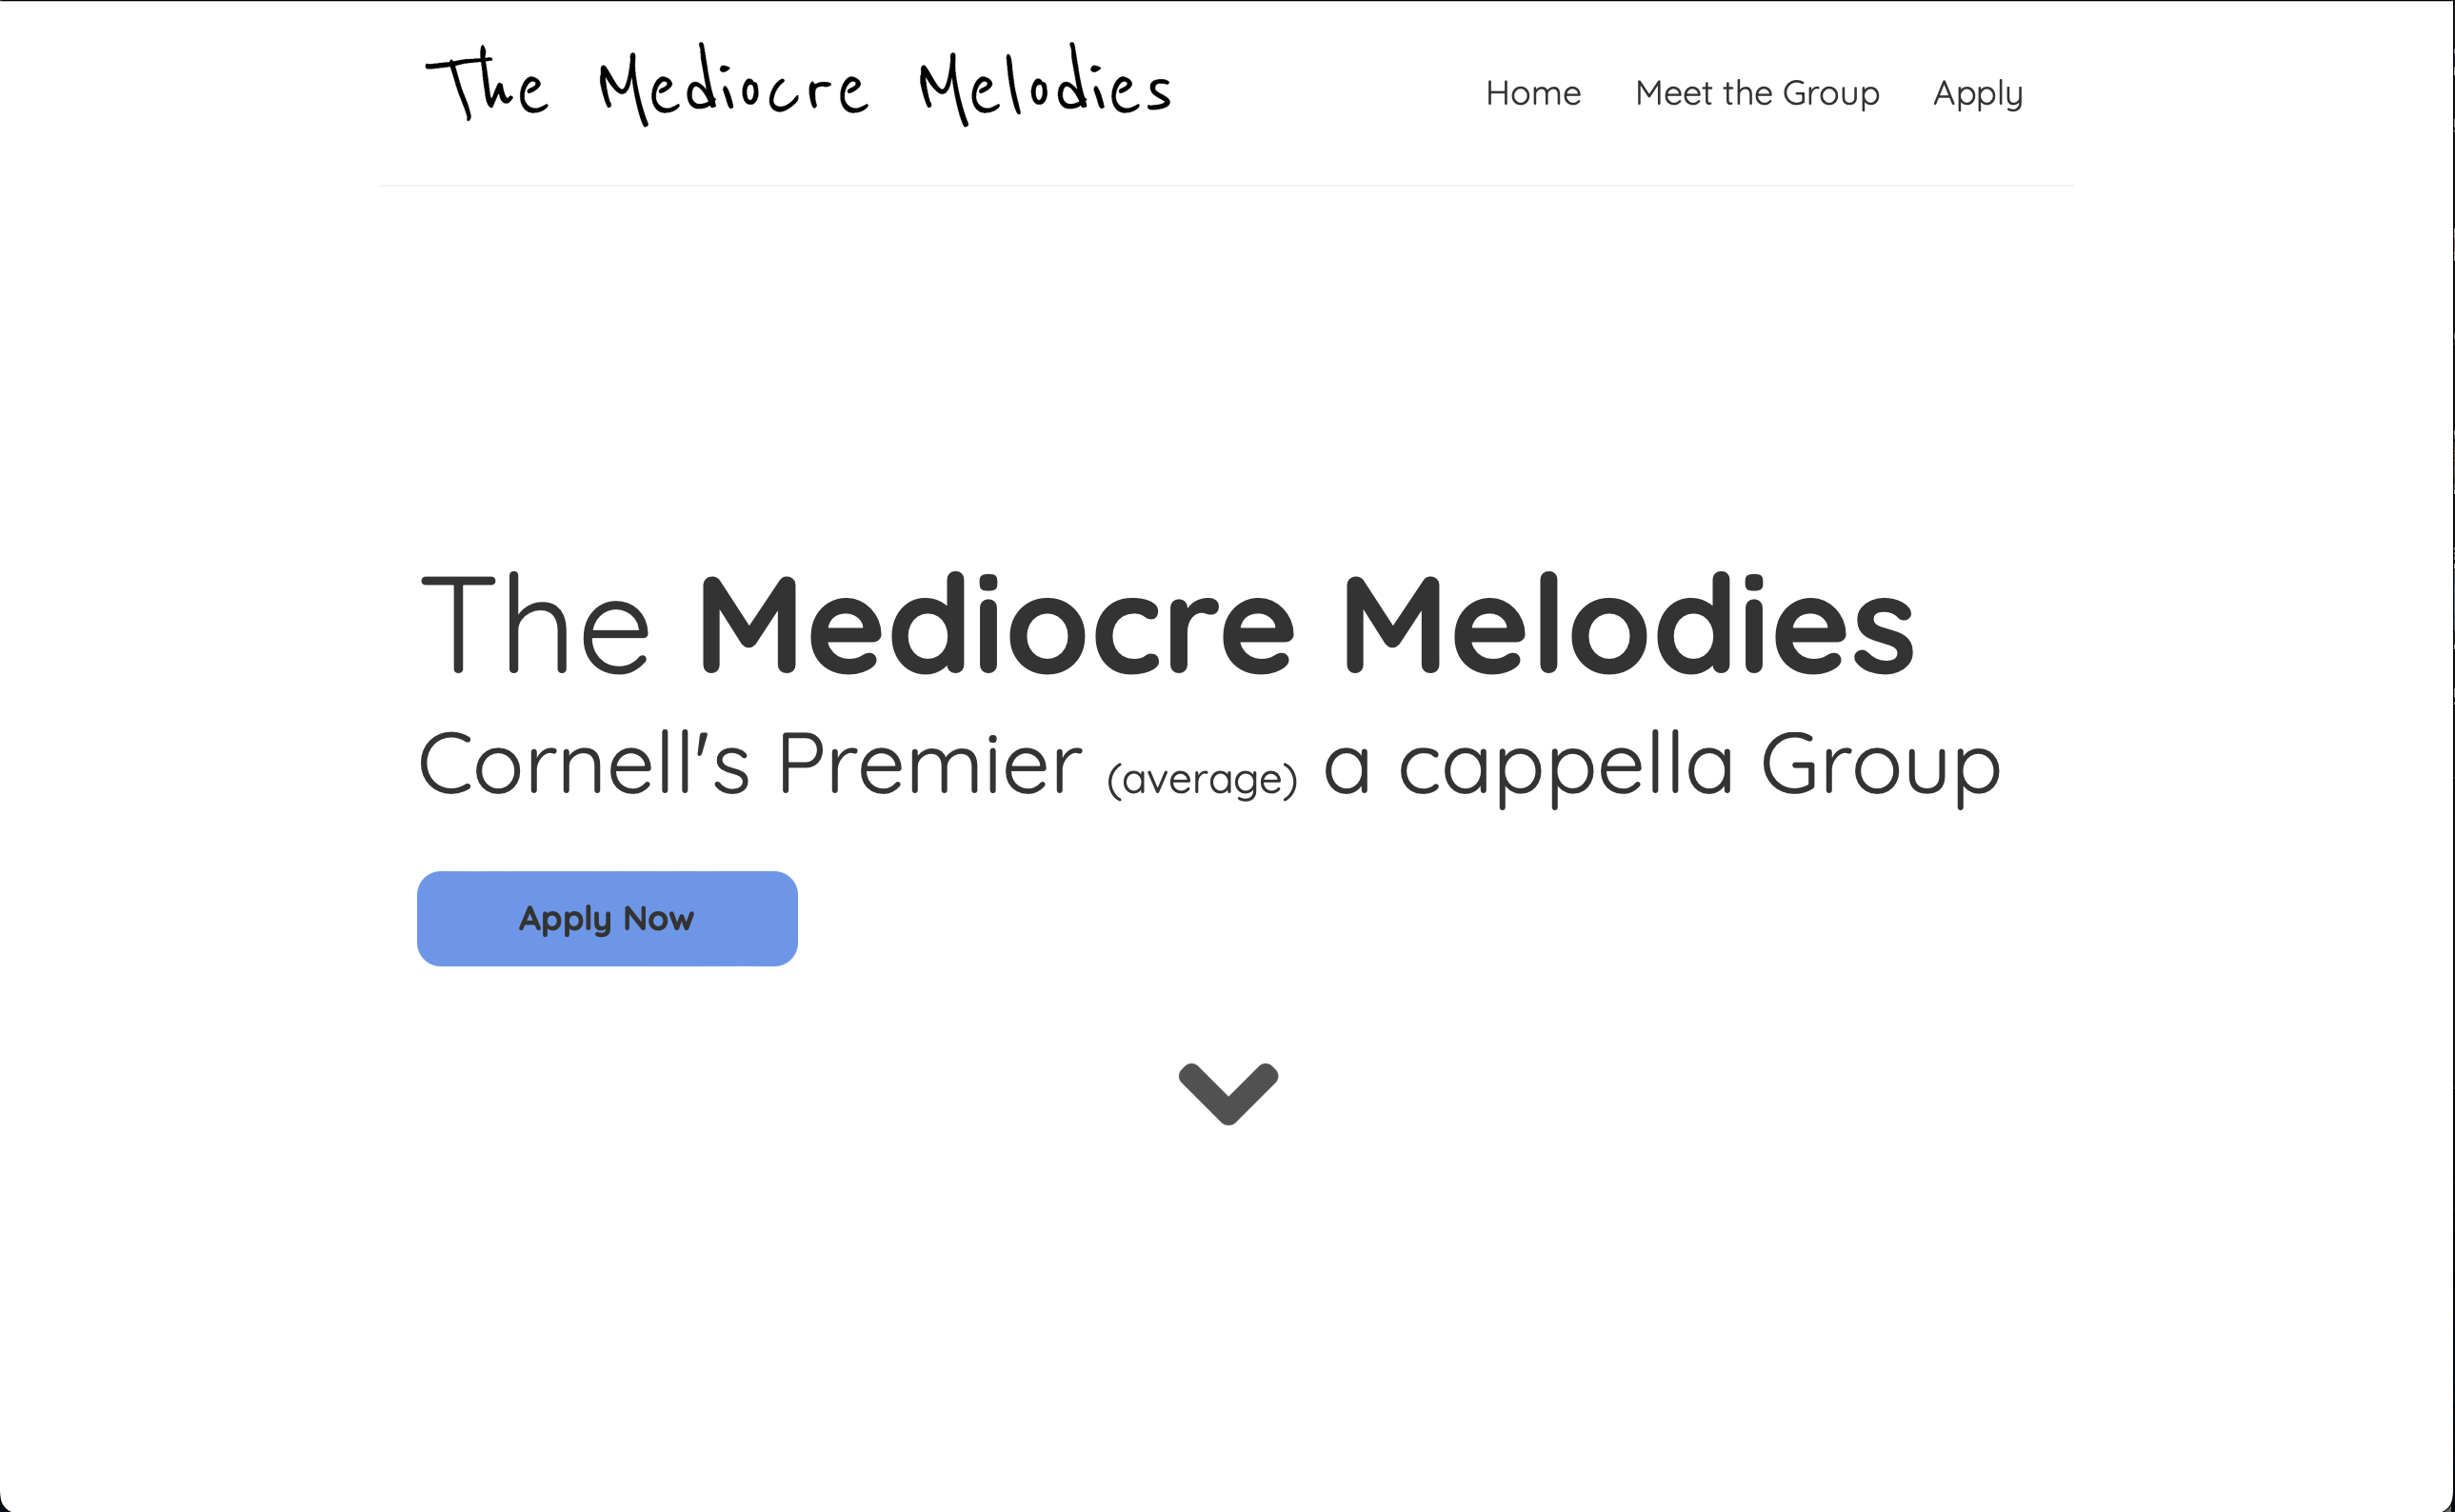 The Mediocre Melodies
Home Meet the Group Apply
The Mediocre Melodies
Cornell's Premier (average) a cappella Group
Apply Now